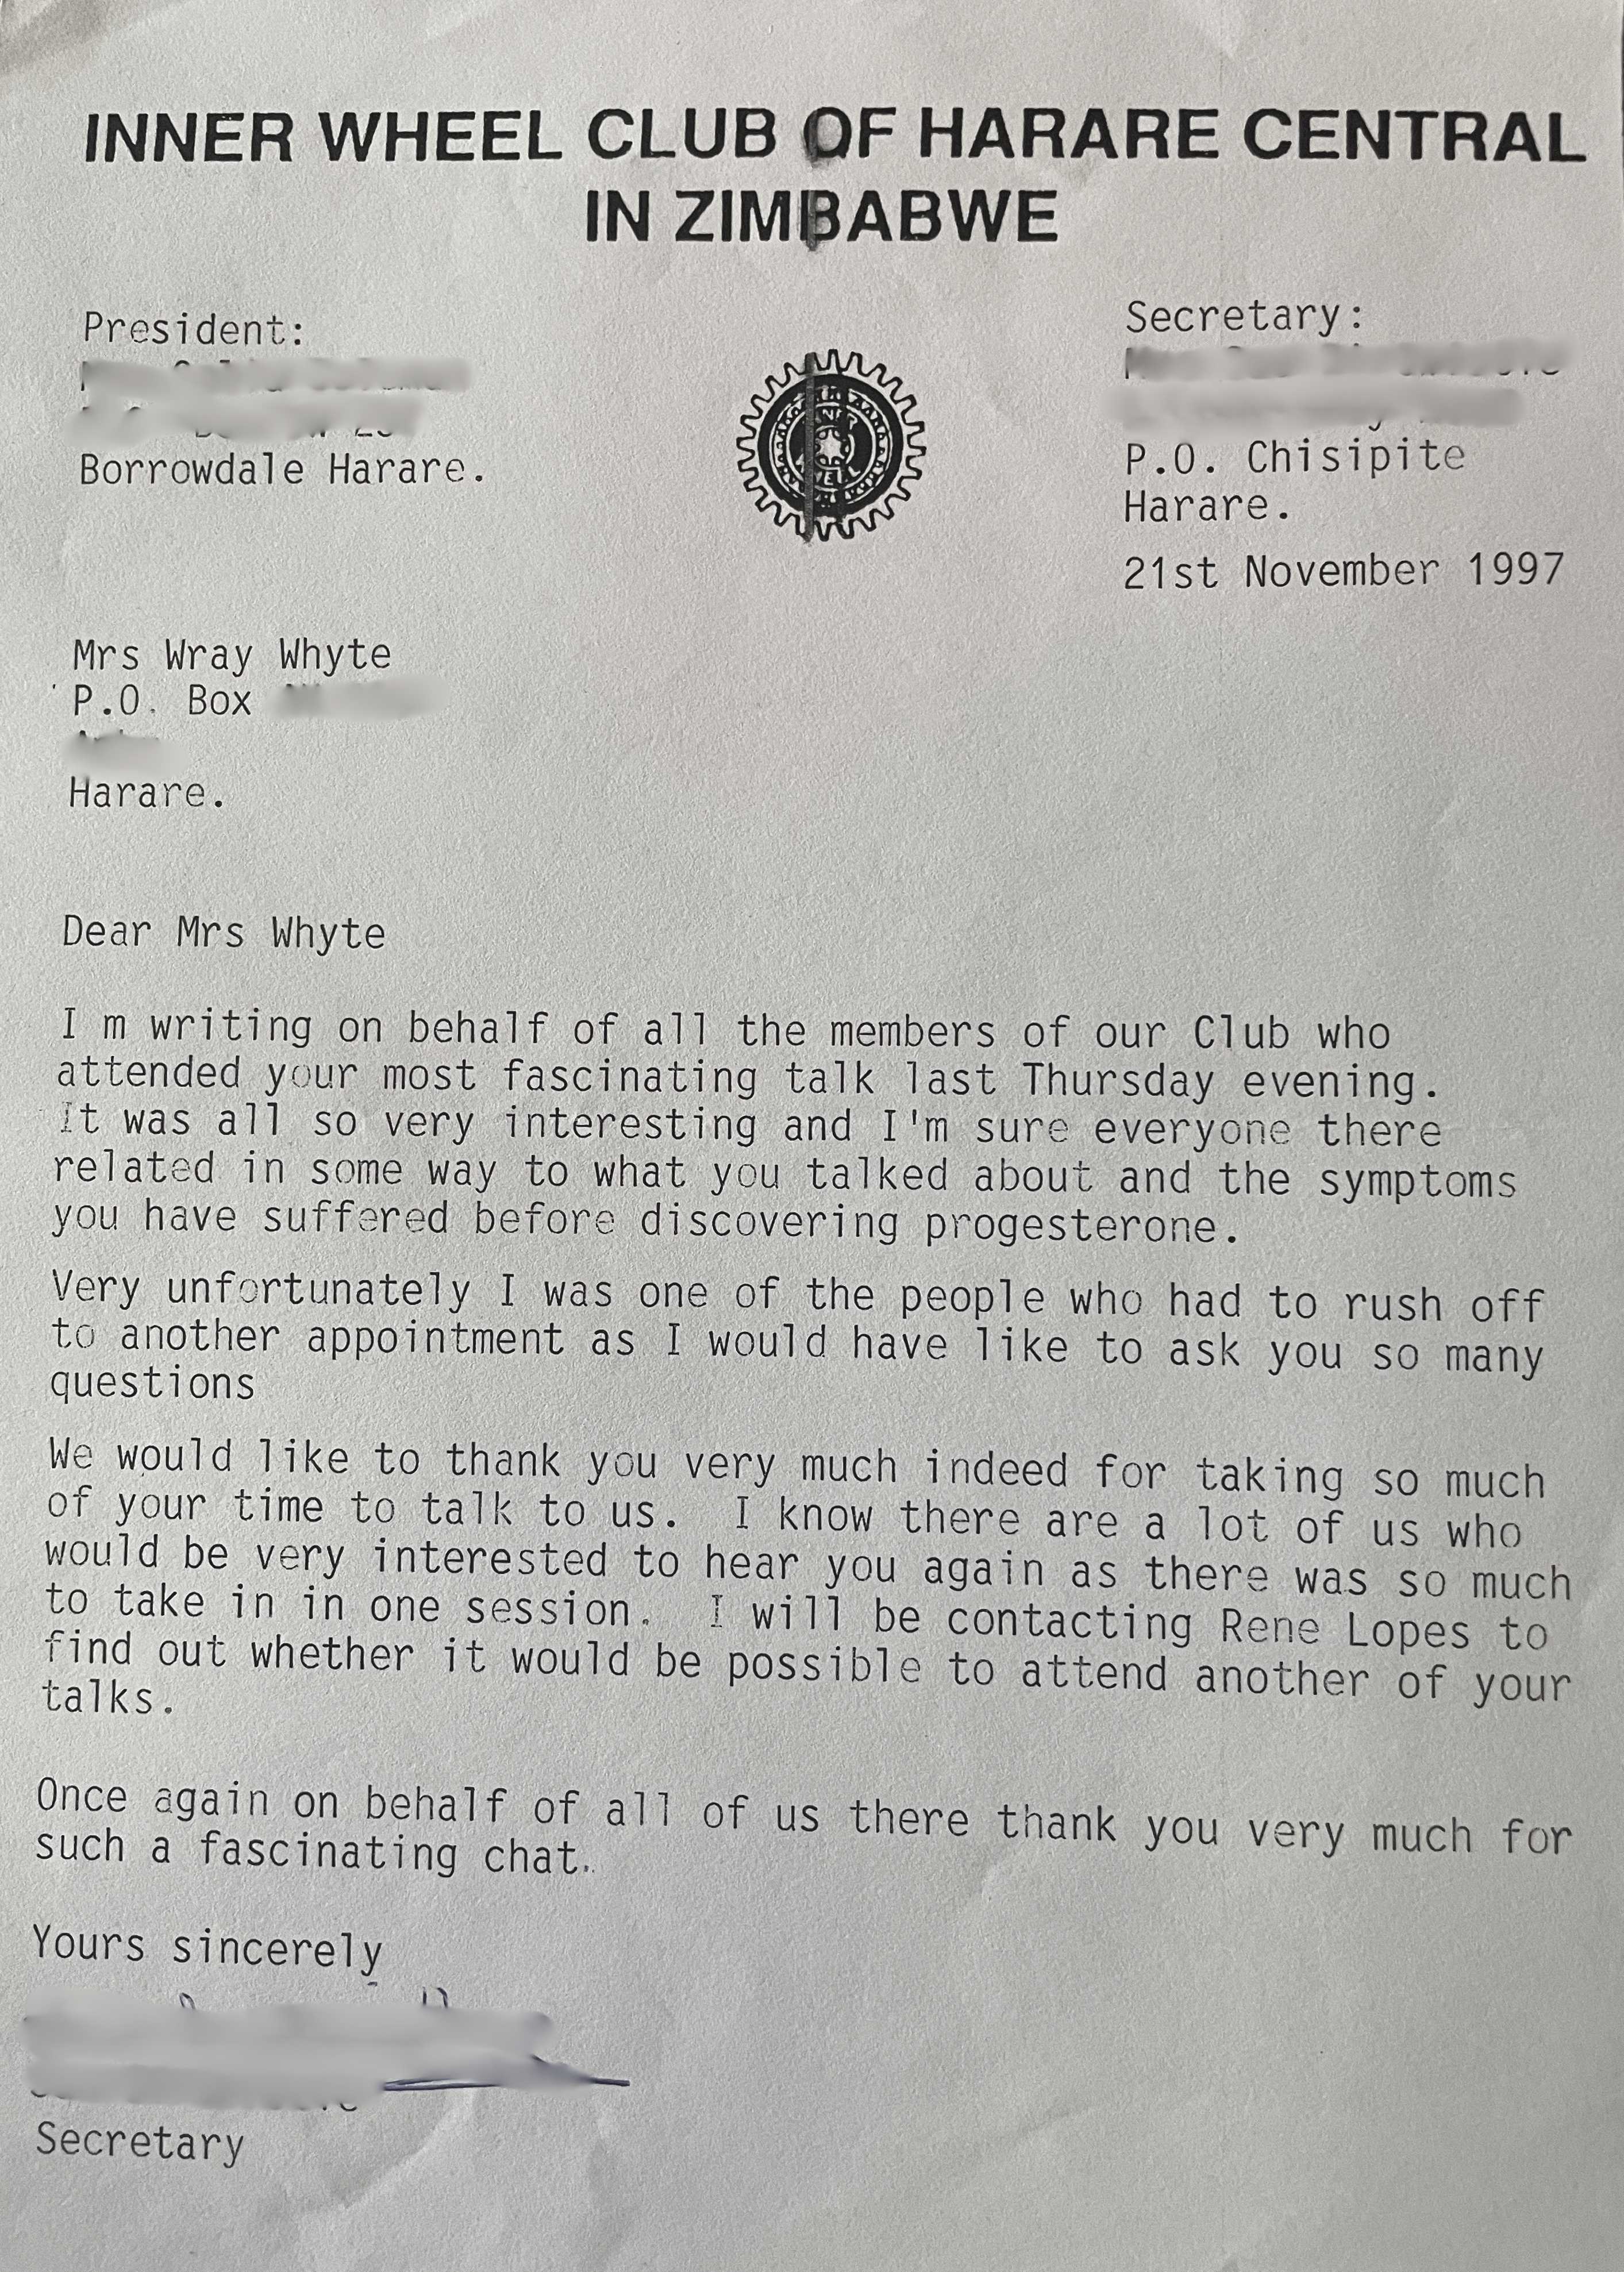 INNER WHEEL CLUB OF HARARE CENTRAL
IN ZIMBABWE
President:
Borrowdale Harare.
Secretary:
P.O. Chisipite
Harare.
21st November 1997
Mrs Wray Whyte
P.O. Box
Harare.
Dear Mrs Whyte
I m writing on behalf of all the members of our Club who
attended your most fascinating talk last Thursday evening.
It was all so very interesting and I'm sure everyone there
related in some way to what you talked about and the symptoms
you have suffered before discovering progesterone.
Very unfortunately I was one of the people who had to rush off
to another appointment as I would have like to ask you so many
questions
We would like to thank you very much indeed for taking so much
of your time to talk to us. I know there are a lot of us who
would be very interested to hear you again as there was so much
to take in in one session. I will be contacting Rene Lopes to
find out whether it would be possible to attend another of your
talks.
Once again on behalf of all of us there thank you very much for
such a fascinating chat.
Yours sincerely
Secretary